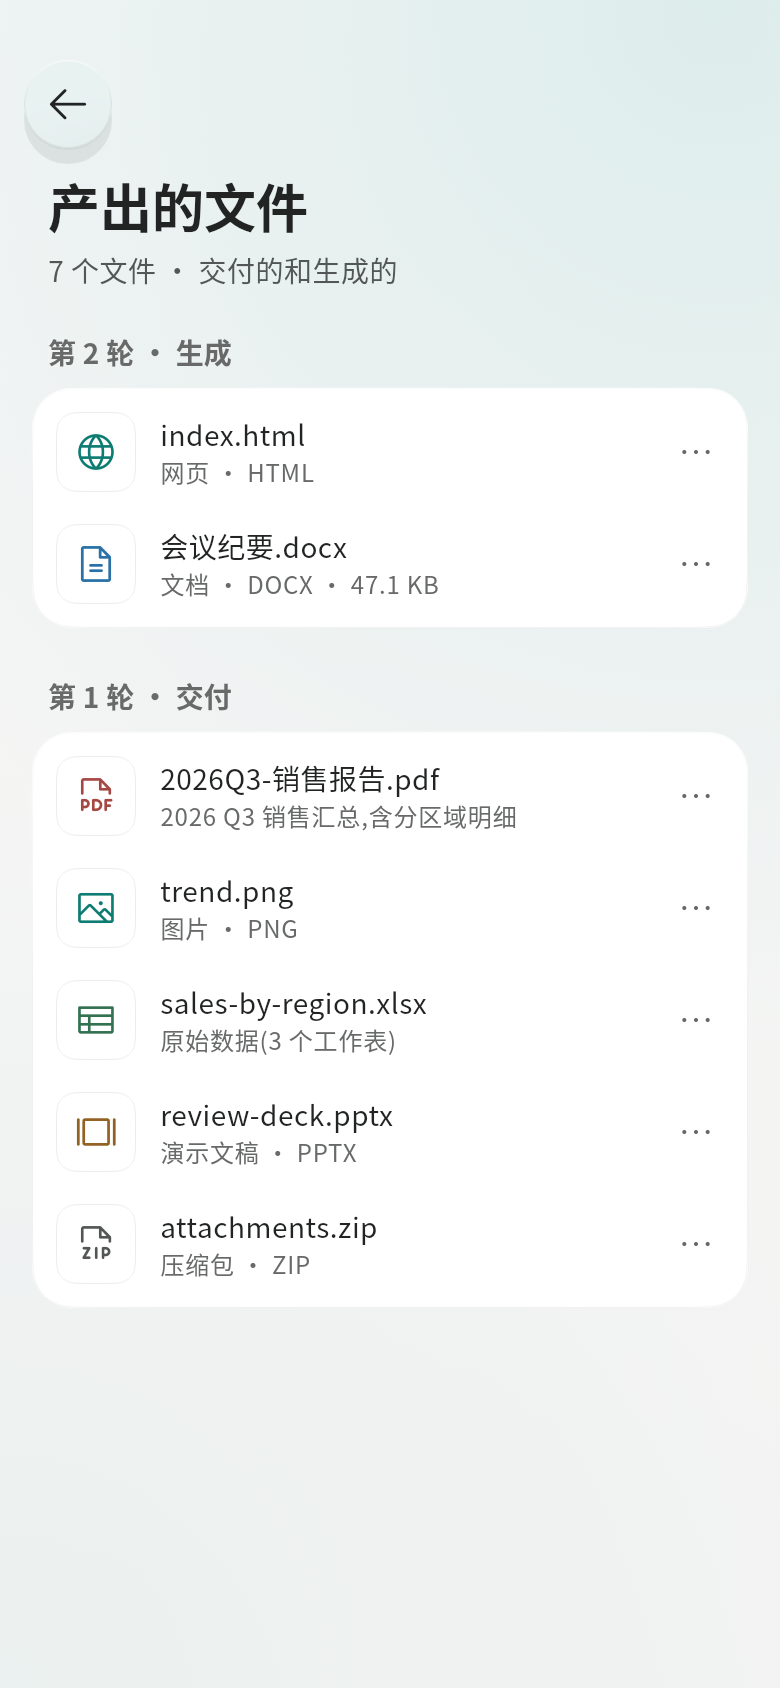 产出的文件
7 个文件 • 交付的和生成的
第 2 轮 • 生成
index.html
网页 • HTML
会议纪要.docx
文档 • DOCX • 47.1 KB
第 1 轮 • 交付
2026Q3-销售报告.pdf
2026 Q3 销售汇总,含分区域明细
PDF
trend.png
图片 • PNG
sales-by-region.xlsx
原始数据(3 个工作表)
review-deck.pptx
演示文稿 • PPTX
attachments.zip
压缩包 • ZIP
ZIP